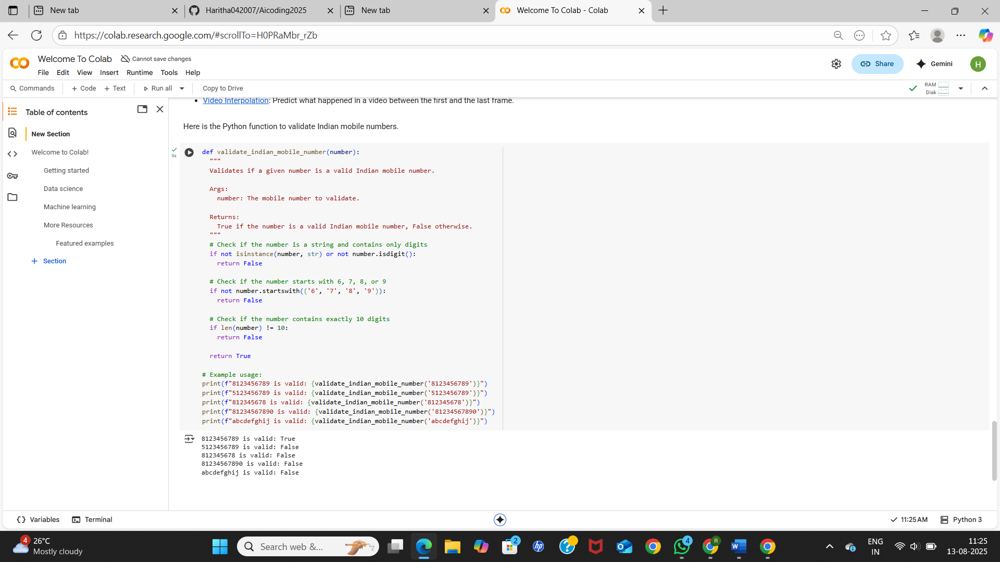 New tab
Haritha042007/Aicoding2025
New tab
Welcome To Colab - Colab
https://colab.research.google.com/#scrollTo=H0PRaMbr_rZb
Welcome To Colab
Cannot save changes
File Edit View Insert Runtime Tools Help
Share
Gemini
H
Commands + Code + Text Run all Copy to Drive
RAM
Disk
Table of contents
New Section
Welcome to Colab!
Getting started
Data science
Machine learning
More Resources
Featured examples
+ Section
• Video Interpolation: Predict what happened in a video between the first and the last frame.
Here is the Python function to validate Indian mobile numbers.
0s
def validate_indian_mobile_number(number):
"""
Validates if a given number is a valid Indian mobile number.
Args:
number: The mobile number to validate.
Returns:
True if the number is a valid Indian mobile number, False otherwise.
"""
# Check if the number is a string and contains only digits
if not isinstance(number, str) or not number.isdigit():
return False
# Check if the number starts with 6, 7, 8, or 9
if not number.startswith(('6', '7', '8', '9')):
return False
# Check if the number contains exactly 10 digits
if len(number) != 10:
return False
return True
# Example usage:
print(f"8123456789 is valid: {validate_indian_mobile_number('8123456789')}")
print(f"5123456789 is valid: {validate_indian_mobile_number('5123456789')}")
print(f"812345678 is valid: {validate_indian_mobile_number('812345678')}")
print(f"81234567890 is valid: {validate_indian_mobile_number('81234567890')}")
print(f"abcdefghij is valid: {validate_indian_mobile_number('abcdefghij')}")
8123456789 is valid: True
5123456789 is valid: False
812345678 is valid: False
81234567890 is valid: False
abcdefghij is valid: False
{} Variables
Terminal
11:25 AM
Python 3
4
26°C
Mostly cloudy
Search web &...
2
hp
?
4
R
W
ENG
IN
11:25
13-08-2025